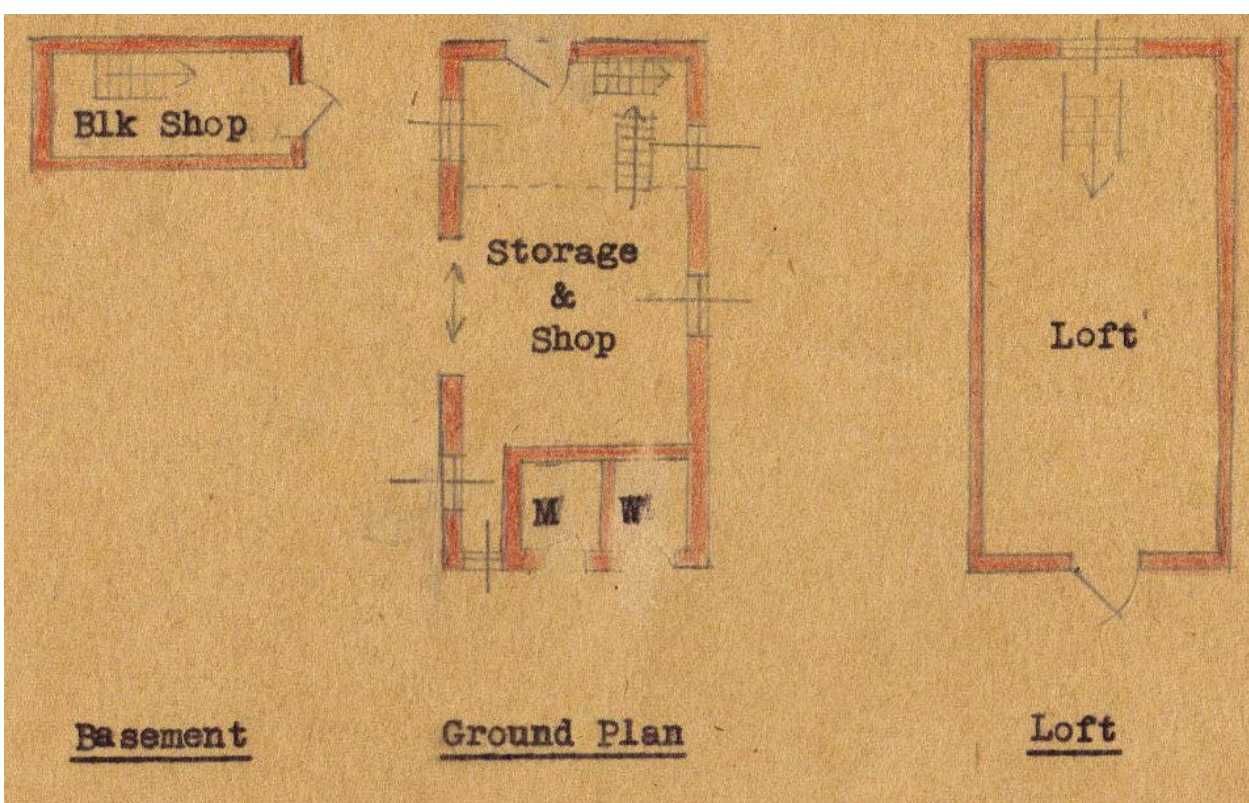 Blk Shop
Storage
&
Shop
M
W
Loft
Basement
Ground Plan
Loft